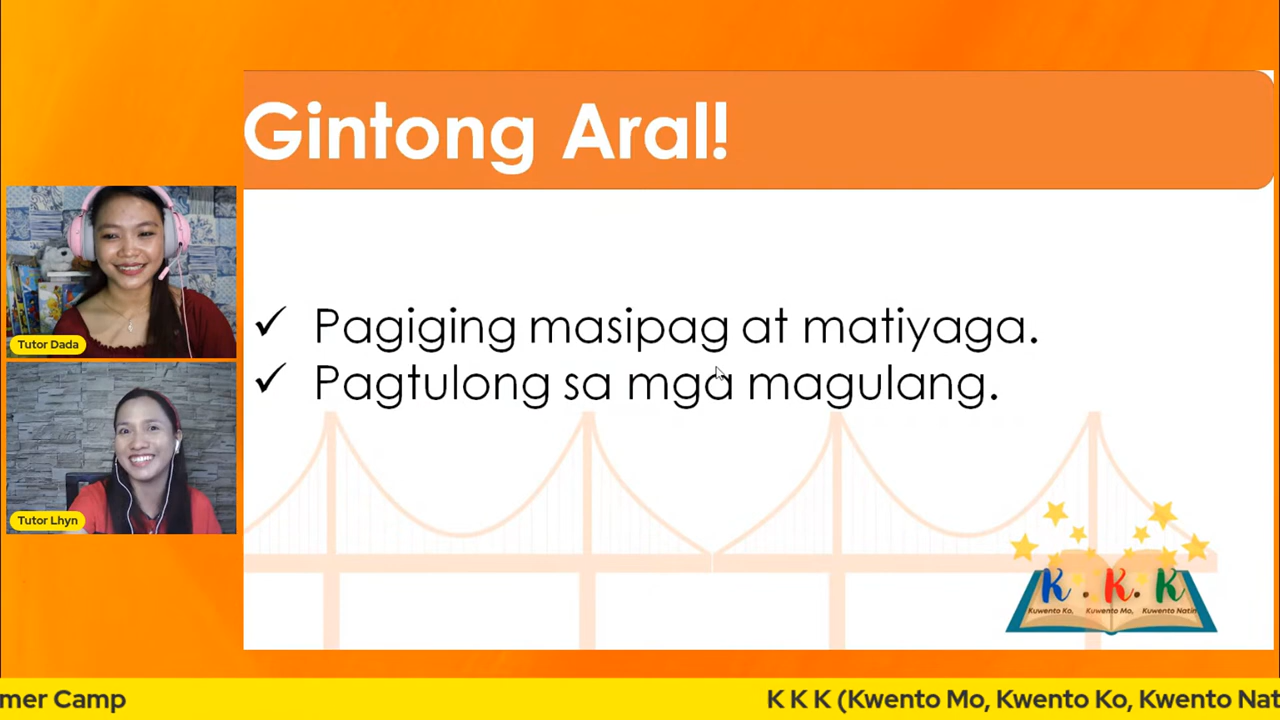 Gintong Aral!
✓ Pagiging masipag at matiyaga.
✓ Pagtulong sa mga magulang.
Tutor Dada
Tutor Lhyn
K . K . K
Kuwento Ko, Kuwento Mo, Kuwento Natin
mer Camp
K K K (Kwento Mo, Kwento Ko, Kwento Nat